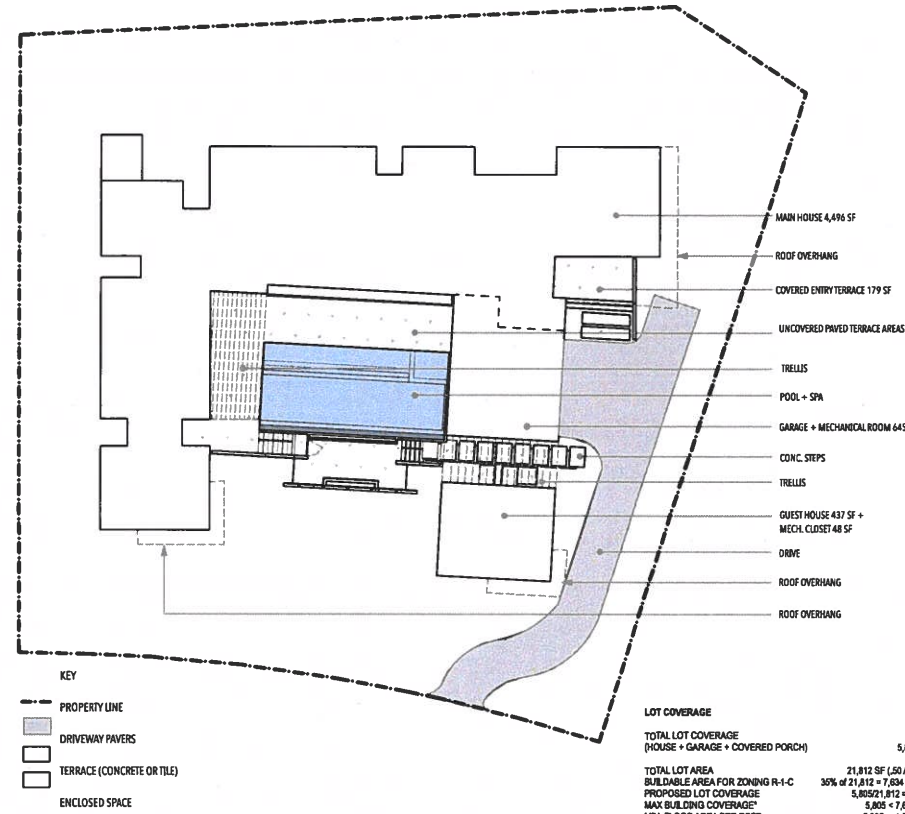 MAIN HOUSE 4,496 SF
ROOF OVERHANG
COVERED ENTRY TERRACE 179 SF
UNCOVERED PAVED TERRACE AREAS
TRELLIS
POOL + SPA
GARAGE + MECHANICAL ROOM 645
CONC. STEPS
TRELLIS
GUEST HOUSE 437 SF +
MECH. CLOSET 48 SF
DRIVE
ROOF OVERHANG
ROOF OVERHANG
KEY
PROPERTY LINE
DRIVEWAY PAVERS
TERRACE (CONCRETE OR TILE)
ENCLOSED SPACE
LOT COVERAGE
TOTAL LOT COVERAGE
(HOUSE + GARAGE + COVERED PORCH) 5,
TOTAL LOT AREA 21,812 SF (.50
BUILDABLE AREA FOR ZONING R-1-C 35% of 21,812 = 7,634
PROPOSED LOT COVERAGE 5,805/21,812 =
MAX BUILDING COVERAGE* 5,805 < 7,6